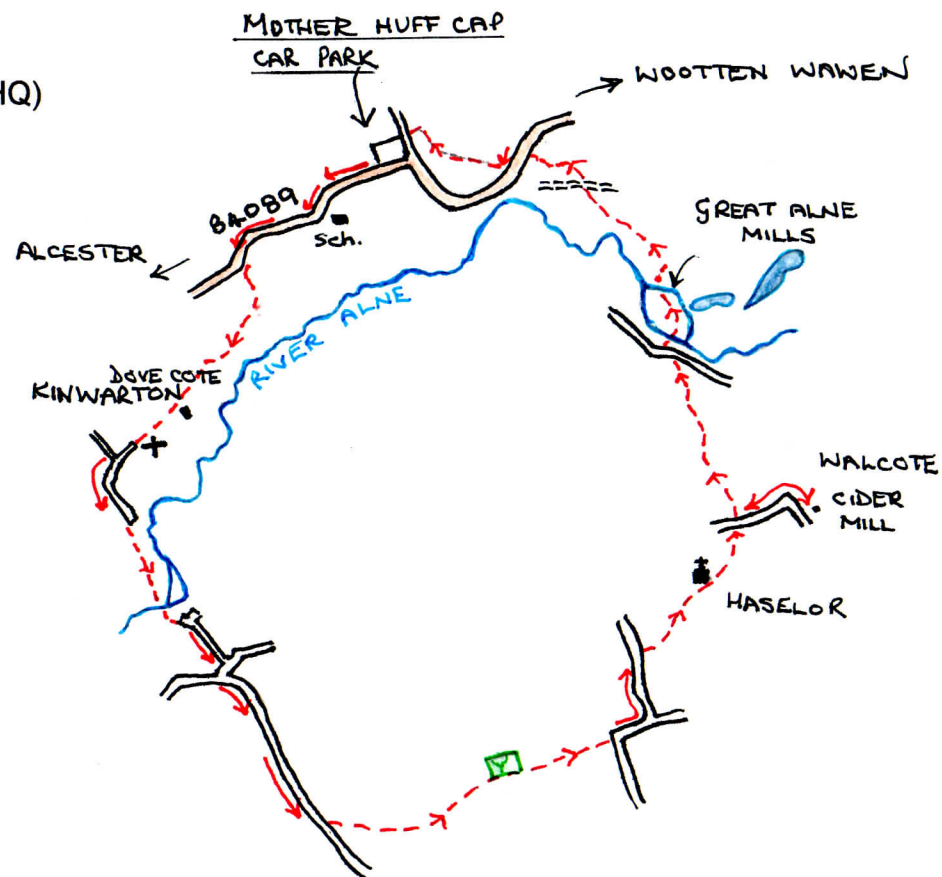 MOTHER HUFF CAP
CAR PARK
HQ)
WOOTTEN WAWEN
B4089
sch.
ALCESTER
GREAT ALNE
MILLS
RIVER ALNE
DOVE COTE
KINWARTON
WALCOTE
CIDER
MILL
HASELOR
Y